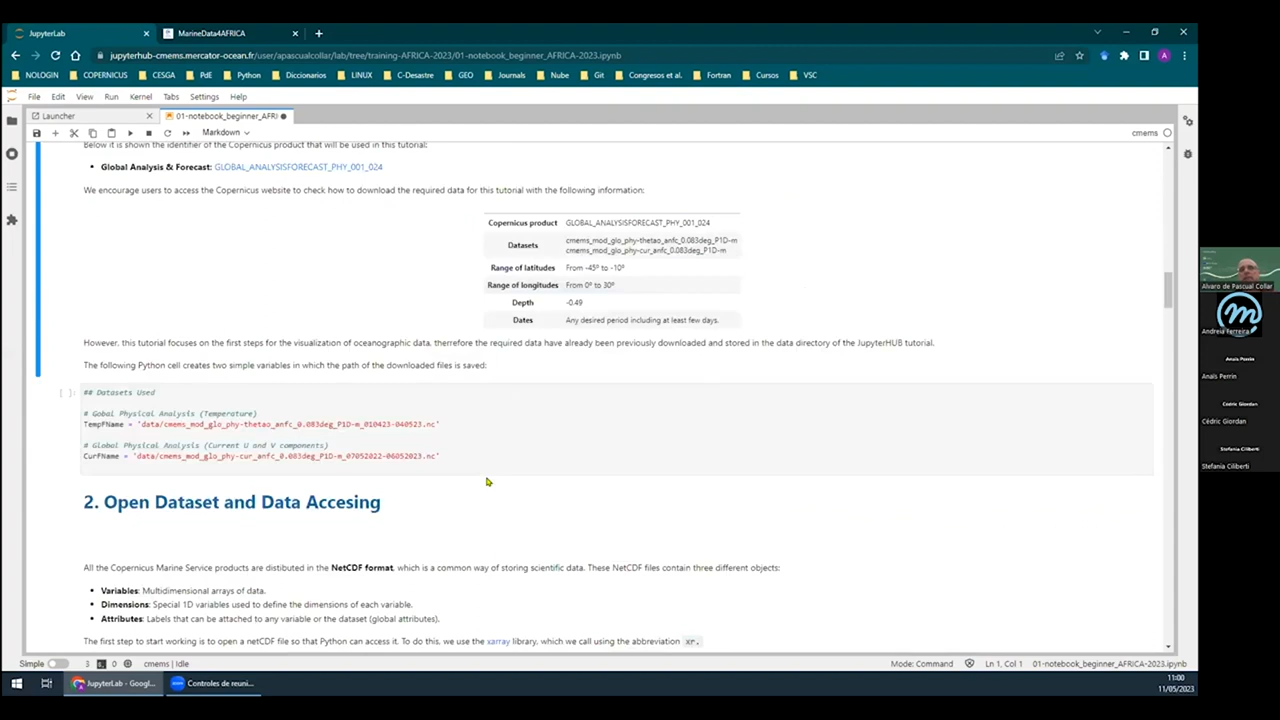 JupyterLab
MarineData4AFRICA
jupyterhub-cmems.mercator-ocean.fr/user/apascualcollar/lab/tree/training-AFRICA-2023/01-notebook_beginner_AFRICA-2023.ipynb
NOLOGIN COPERNICUS CESGA PdE Python Diccionarios LINUX C-Desastre GEO Journals Nube Git Congresos et al. Fortran Cursos VSC
File Edit View Run Kernel Tabs Settings Help
Launcher 01-notebook_beginner_AFRI
Markdown cmems
Below it is shown the identifier of the Copernicus product that will be used in this tutorial:
• Global Analysis & Forecast: GLOBAL_ANALYSISFORECAST_PHY_001_024
We encourage users to access the Copernicus website to check how to download the required data for this tutorial with the following information:
Copernicus product GLOBAL_ANALYSISFORECAST_PHY_001_024
Datasets cmems_mod_glo_phy-thetao_anfc_0.083deg_P1D-m
cmems_mod_glo_phy-cur_anfc_0.083deg_P1D-m
Range of latitudes From -45º to -10º
Range of longitudes From 0º to 30º
Depth -0.49
Dates Any desired period including at least few days.
However, this tutorial focuses on the first steps for the visualization of oceanographic data, therrefore the required data have already been previously downloaded and stored in the data directory of the JupyterHUB tutorial.
The following Python cell creates two simple variables in which the path of the downloaded files is saved:
[ ]: ## Datasets Used
# Gobal Physical Analysis (Temperature)
TempFName = 'data/cmems_mod_glo_phy-thetao_anfc_0.083deg_P1D-m_010423-040523.nc'
# Global Physical Analysis (Current U and V components)
CurFName = 'data/cmems_mod_glo_phy-cur_anfc_0.083deg_P1D-m_07052022-06052023.nc'
2. Open Dataset and Data Accesing
All the Copernicus Marine Service products are distibuted in the NetCDF format, which is a common way of storing scientific data. These NetCDF files contain three different objects:
• Variables: Multidimensional arrays of data.
• Dimensions: Special 1D variables used to define the dimensions of each variable.
• Attributes: Labels that can be attached to any variable or the dataset (global attributes).
The first step to start working is to open a netCDF file so that Python can access it. To do this, we use the xarray library, which we call using the abbreviation xr.
Simple 3 0 cmems | Idle Mode: Command Ln 1, Col 1 01-notebook_beginner_AFRICA-2023.ipynb
JupyterLab - Googl... Controles de reuni...
11:00
11/05/2023
Alvaro de Pascual Collar
Andreia Ferreira
Anaïs Perrin
Anaïs Perrin
Cédric Giordan
Cédric Giordan
Stefania Ciliberti
Stefania Ciliberti